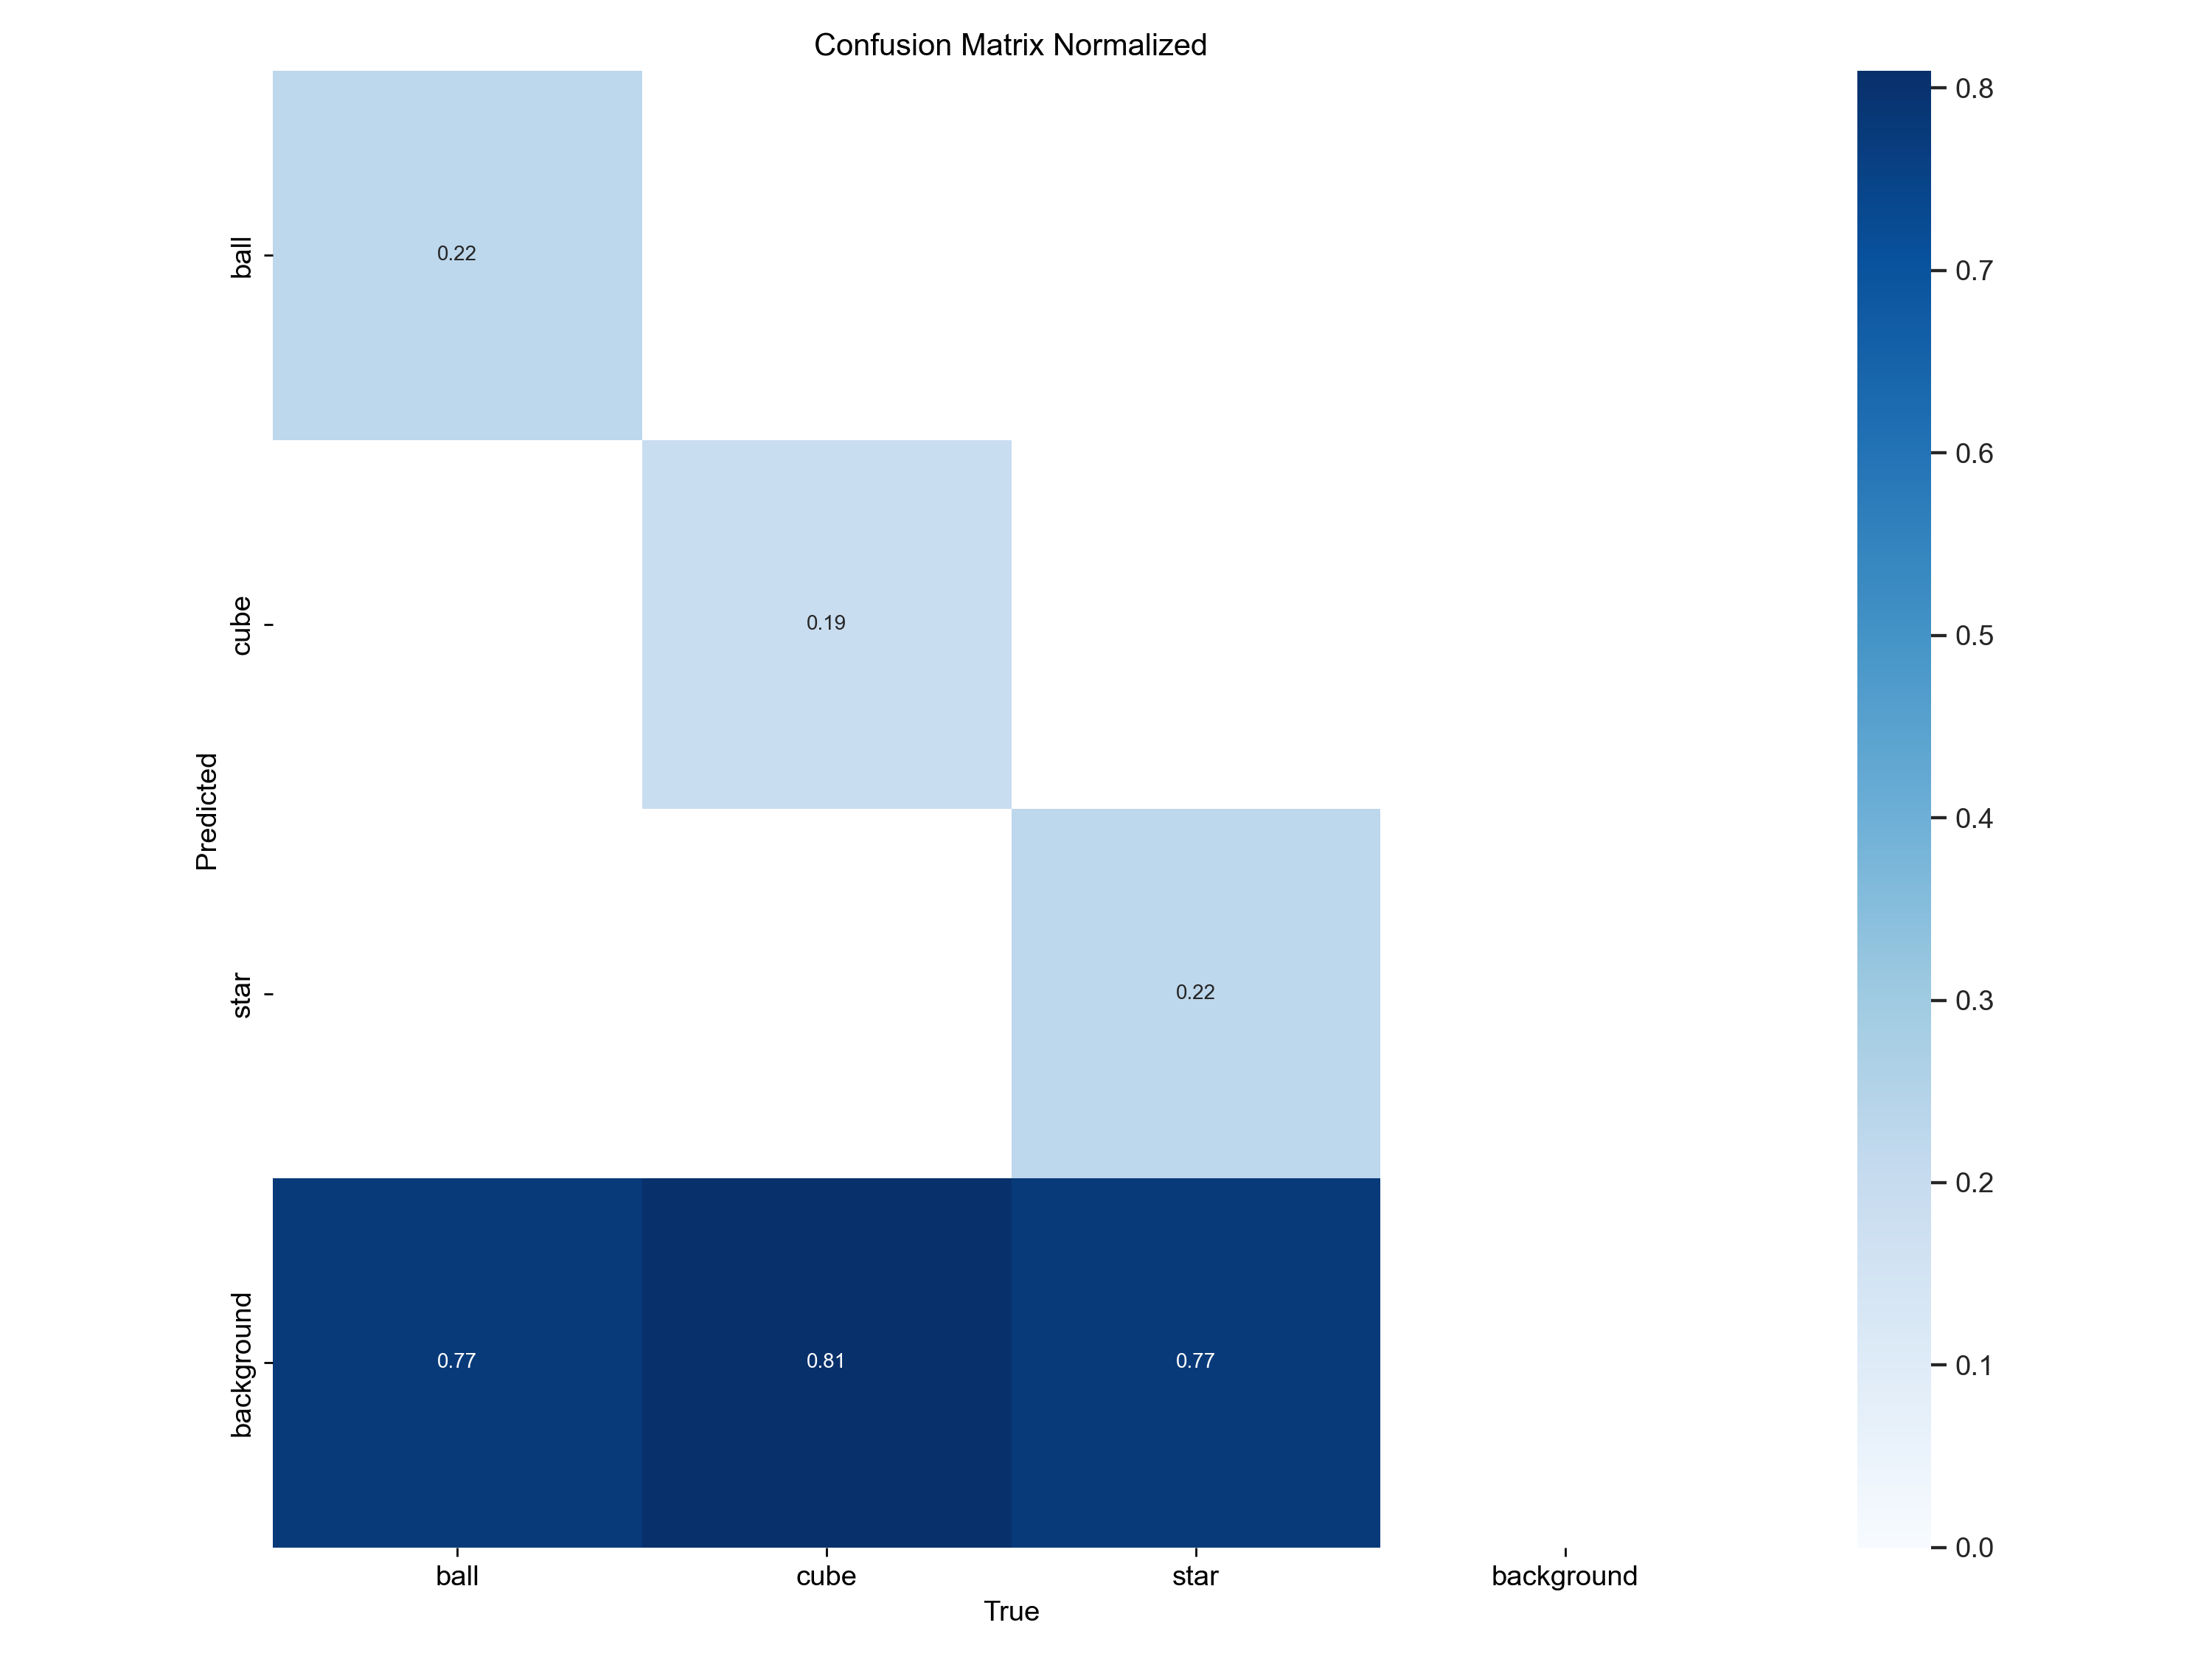 Confusion Matrix Normalized
ball
0.22
cube
0.19
star
0.22
background
0.77 0.81 0.77
ball cube star background
True
Predicted
0.8
0.7
0.6
0.5
0.4
0.3
0.2
0.1
0.0